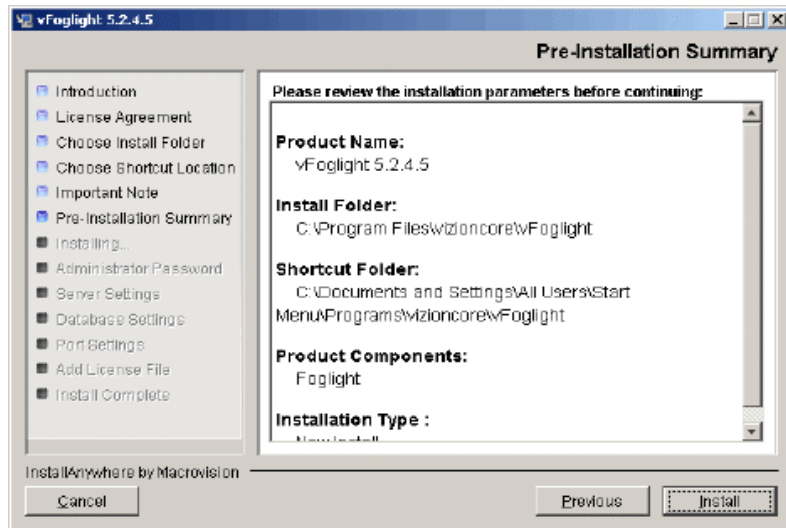 vFoglight 5.2.4.5
Pre-Installation Summary
Introduction
License Agreement
Choose Install Folder
Choose Shortcut Location
Important Note
Pre-Installation Summary
Installing...
Administrator Password
Server Settings
Database Settings
Port Settings
Add License File
Install Complete
Please review the installation parameters before continuing:
Product Name:
vFoglight 5.2.4.5
Install Folder:
C:\Program Files\vizioncore\vFoglight
Shortcut Folder:
C:\Documents and Settings\All Users\Start
Menu\Programs\vizioncore\vFoglight
Product Components:
Foglight
Installation Type :
New Install
InstallAnywhere by Macrovision
Cancel
Previous
Install